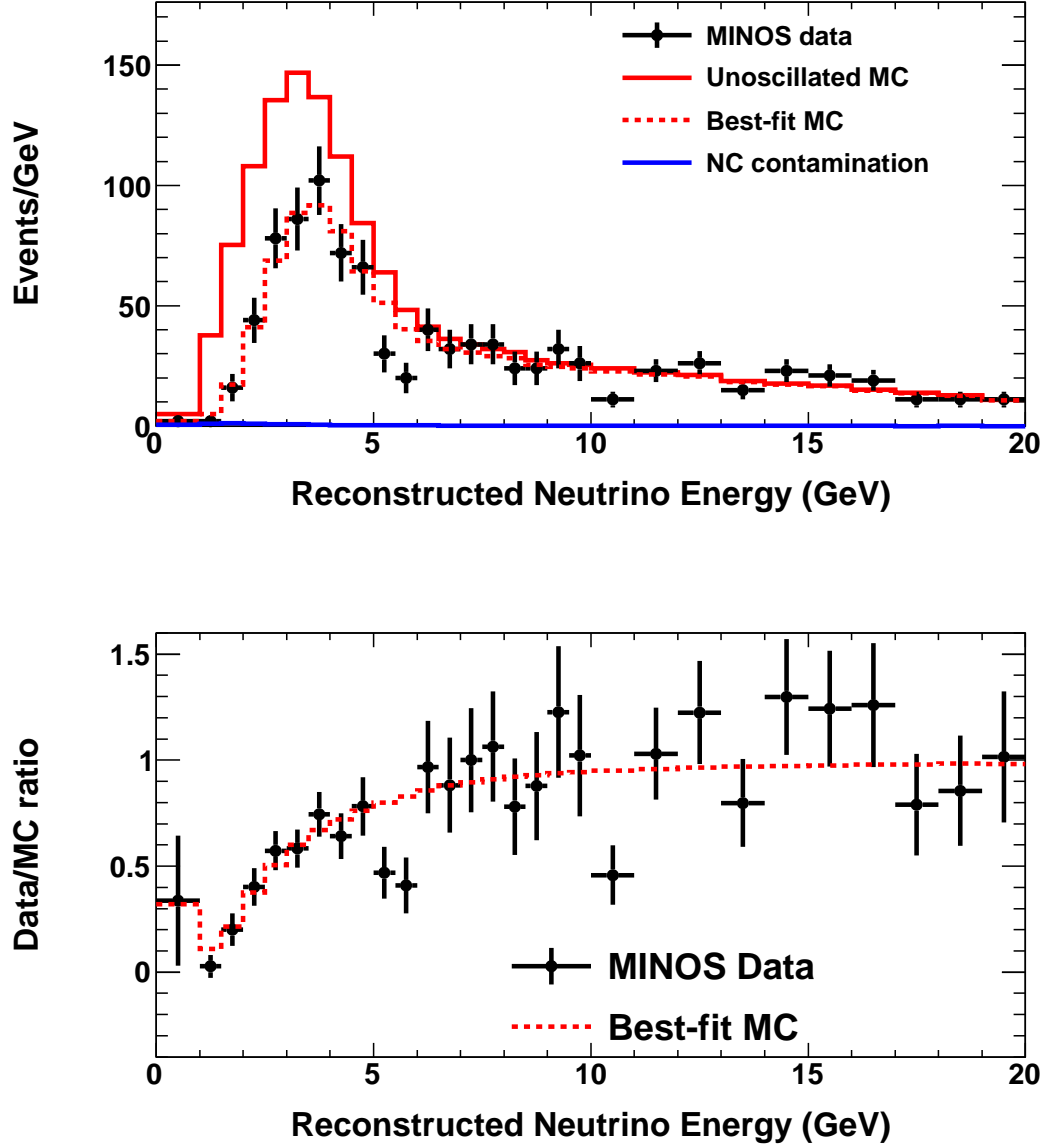 Events/GeV
150
100
50
0
MINOS data
Unoscillated MC
Best-fit MC
NC contamination
0 5 10 15 20
Reconstructed Neutrino Energy (GeV)
Data/MC ratio
1.5
1
0.5
0
MINOS Data
Best-fit MC
0 5 10 15 20
Reconstructed Neutrino Energy (GeV)